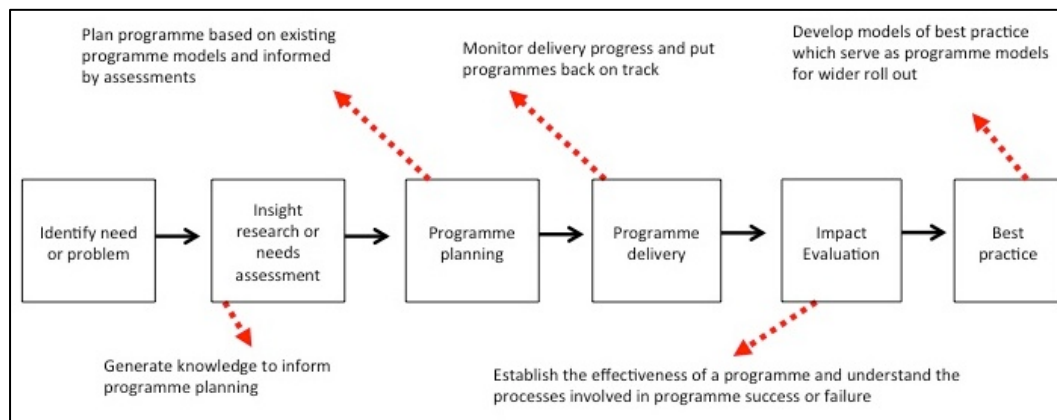 Plan programme based on existing
programme models and informed
by assessments
Monitor delivery progress and put
programmes back on track
Develop models of best practice
which serve as programme models
for wider roll out
Identify need
or problem
Insight
research or
needs
assessment
Programme
planning
Programme
delivery
Impact
Evaluation
Best
practice
Generate knowledge to inform
programme planning
Establish the effectiveness of a programme and understand the
processes involved in programme success or failure